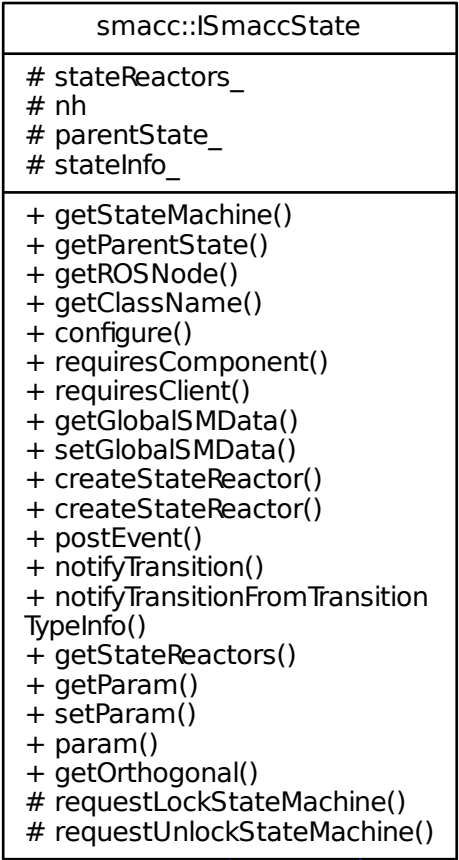 smacc::ISmaccState
# stateReactors_
# nh
# parentState_
# stateInfo_
+ getStateMachine()
+ getParentState()
+ getROSNode()
+ getClassName()
+ configure()
+ requiresComponent()
+ requiresClient()
+ getGlobalSMData()
+ setGlobalSMData()
+ createStateReactor()
+ createStateReactor()
+ postEvent()
+ notifyTransition()
+ notifyTransitionFromTransition
TypeInfo()
+ getStateReactors()
+ getParam()
+ setParam()
+ param()
+ getOrthogonal()
# requestLockStateMachine()
# requestUnlockStateMachine()